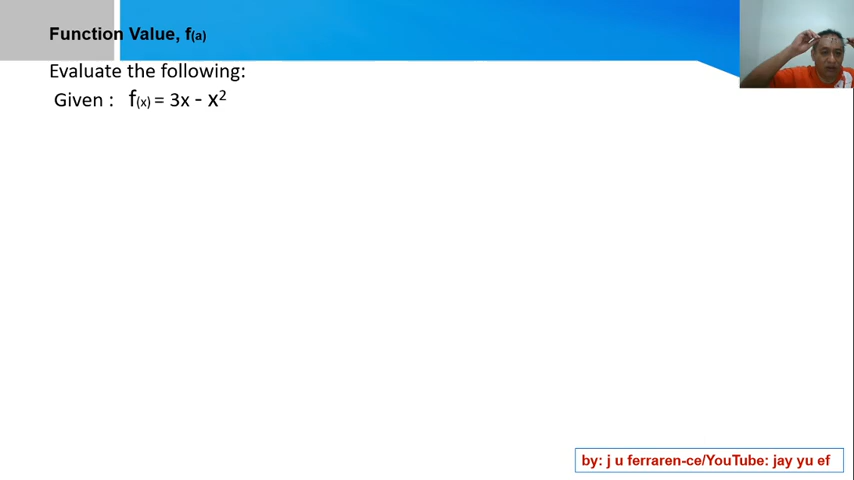 Function Value, f(a)
Evaluate the following:
Given : f(x) = 3x - x²
by: j u ferraren-ce/YouTube: jay yu ef